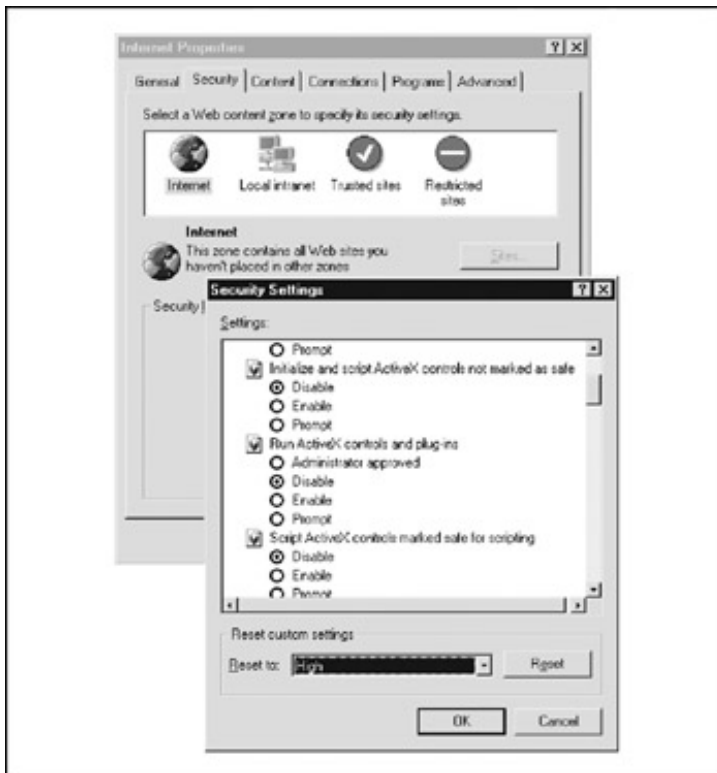 Internet Properties
General Security Content Connections Programs Advanced
Select a Web content zone to specify its security settings.
Internet Local intranet Trusted sites Restricted sites
Internet
This zone contains all Web sites you
haven't placed in other zones
Sites...
Security
Security Settings
Settings:
Prompt
Initialize and script ActiveX controls not marked as safe
Disable
Enable
Prompt
Run ActiveX controls and plug-ins
Administrator approved
Disable
Enable
Prompt
Script ActiveX controls marked safe for scripting
Disable
Enable
Prompt
Reset custom settings
Reset to: High Reset
OK Cancel